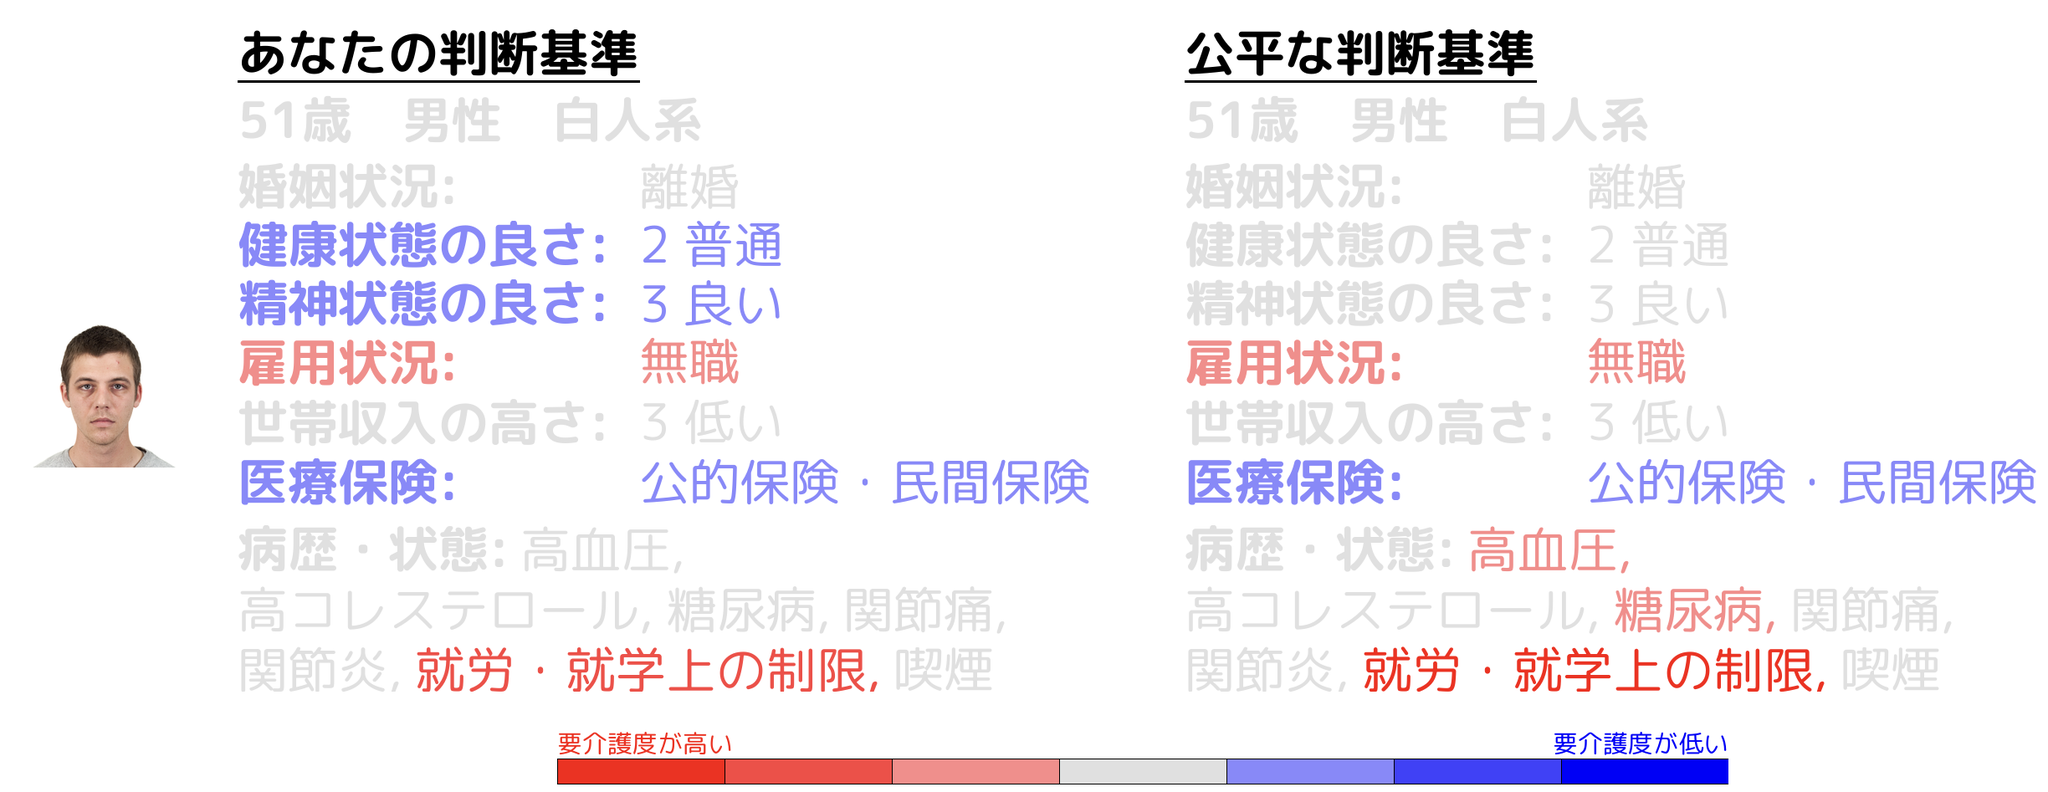 あなたの判断基準
51歳　男性　白人系
婚姻状況: 離婚
健康状態の良さ: 2 普通
精神状態の良さ: 3 良い
雇用状況: 無職
世帯収入の高さ: 3 低い
医療保険: 公的保険・民間保険
病歴・状態: 高血圧,
高コレステロール, 糖尿病, 関節痛,
関節炎, 就労・就学上の制限, 喫煙
公平な判断基準
51歳　男性　白人系
婚姻状況: 離婚
健康状態の良さ: 2 普通
精神状態の良さ: 3 良い
雇用状況: 無職
世帯収入の高さ: 3 低い
医療保険: 公的保険・民間保険
病歴・状態: 高血圧,
高コレステロール, 糖尿病, 関節痛,
関節炎, 就労・就学上の制限, 喫煙
要介護度が高い
要介護度が低い